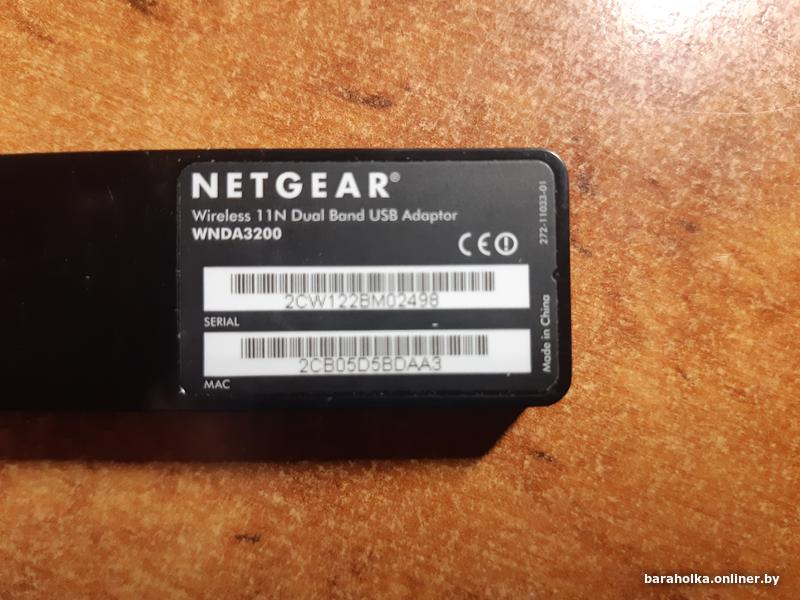 NETGEAR®
Wireless 11N Dual Band USB Adaptor
WNDA3200
CE
272-11033-01
2CW122BM02498
SERIAL
2CB05D5BDAA3
MAC
Made in China
baraholka.onliner.by